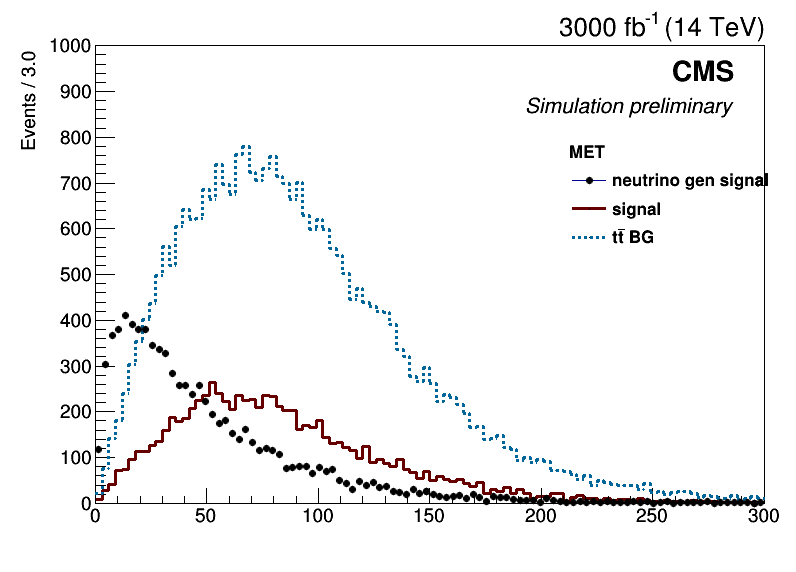 3000 fb⁻¹ (14 TeV)
Events / 3.0
1000
900
800
700
600
500
400
300
200
100
0
CMS
Simulation preliminary
MET
neutrino gen signal
signal
tt̄ BG
0 50 100 150 200 250 300